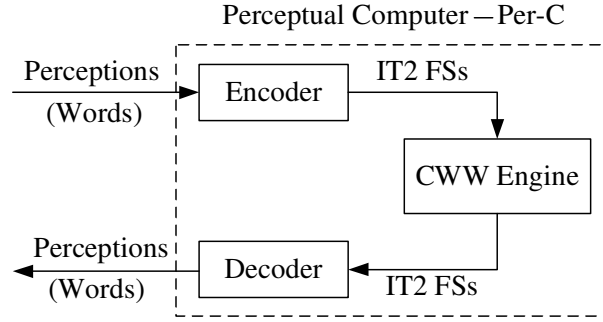 Perceptual Computer – Per-C
Perceptions
(Words)
Encoder
IT2 FSs
CWW Engine
Perceptions
(Words)
Decoder
IT2 FSs